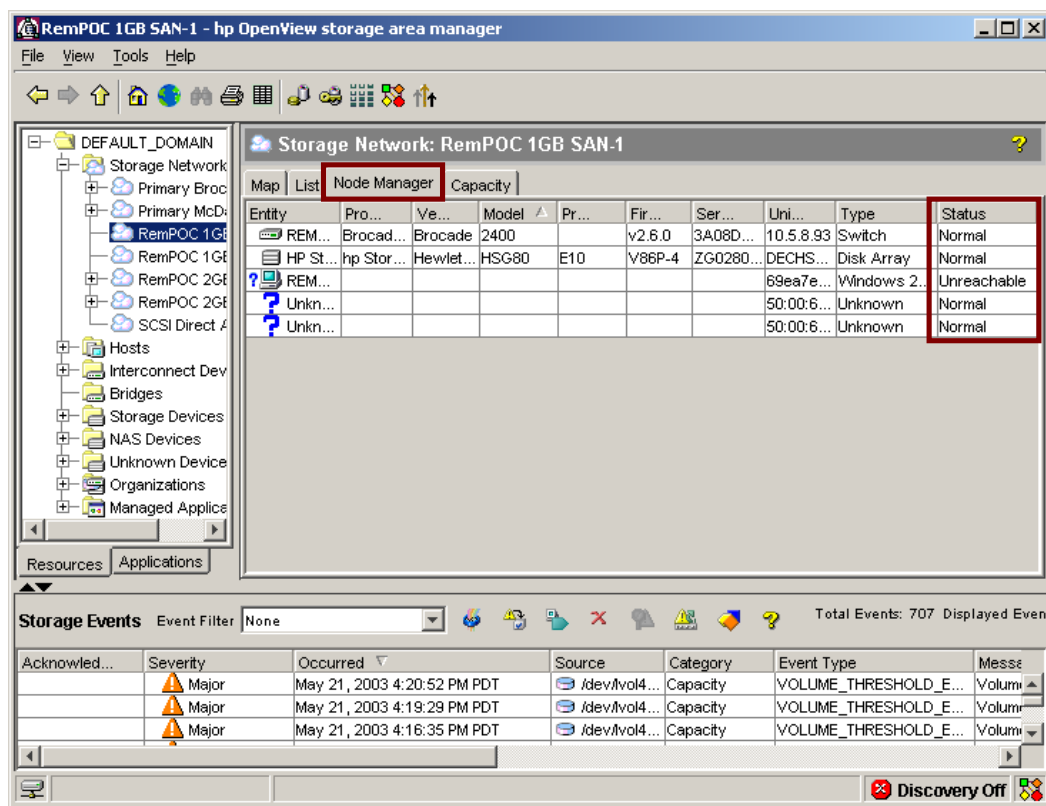 RemPOC 1GB SAN-1 - hp OpenView storage area manager
File View Tools Help
DEFAULT_DOMAIN
Storage Network
Primary Broc
Primary McD
RemPOC 1GB
RemPOC 1GB
RemPOC 2GB
RemPOC 2GB
SCSI Direct A
Hosts
Interconnect Dev
Bridges
Storage Devices
NAS Devices
Unknown Device
Organizations
Managed Applica
Resources Applications
Storage Network: RemPOC 1GB SAN-1
?
Map List Node Manager Capacity
Entity Pro... Ve... Model Pr... Fir... Ser... Uni... Type Status
REM... Brocad... Brocade 2400 v2.6.0 3A08D... 10.5.8.93 Switch Normal
HP St... hp Stor... Hewlet... HSG80 E10 V86P-4 ZG0280... DECHS... Disk Array Normal
? REM... 69ea7e... Windows 2... Unreachable
? Unkn... 50:00:6... Unknown Normal
? Unkn... 50:00:6... Unknown Normal
Storage Events Event Filter None ? Total Events: 707 Displayed Even
Acknowled... Severity Occurred Source Category Event Type Messa
Major May 21, 2003 4:20:52 PM PDT /dev/lvol4... Capacity VOLUME_THRESHOLD_E... Volum
Major May 21, 2003 4:19:29 PM PDT /dev/lvol4... Capacity VOLUME_THRESHOLD_E... Volum
Major May 21, 2003 4:16:35 PM PDT /dev/lvol4... Capacity VOLUME_THRESHOLD_E... Volum
Discovery Off